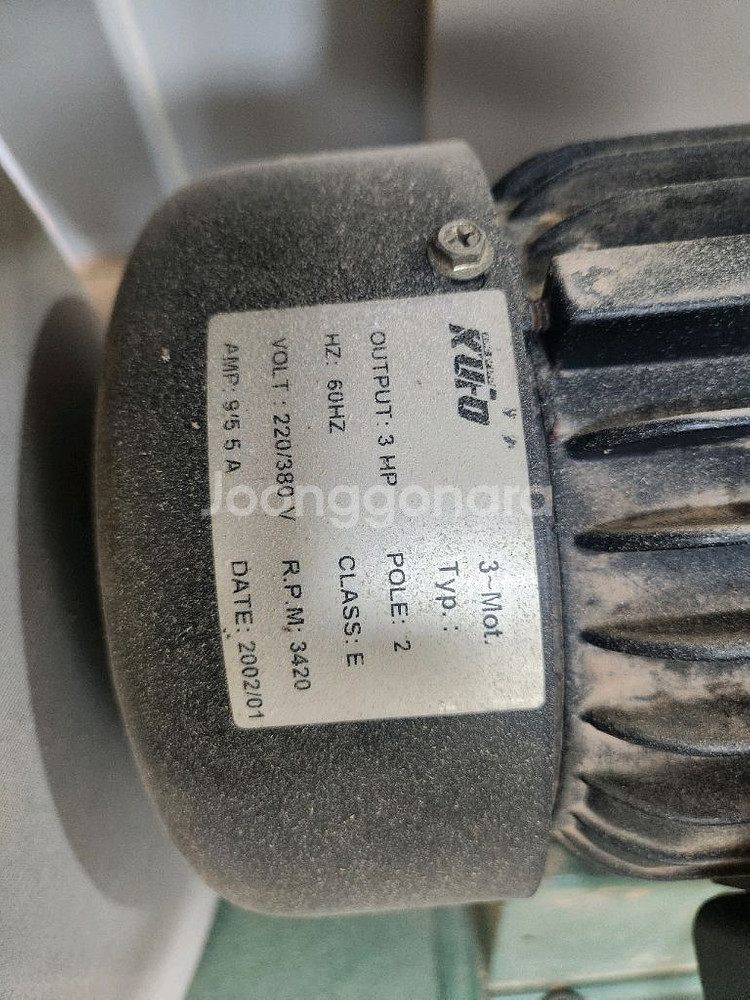 KUFO
3~Mot.
Typ.:
OUTPUT: 3 HP
POLE: 2
HZ: 60HZ
CLASS: E
VOLT : 220/380 V
R.P.M: 3420
AMP: 9/5 5 A
DATE: 2002/01
Joonggonara